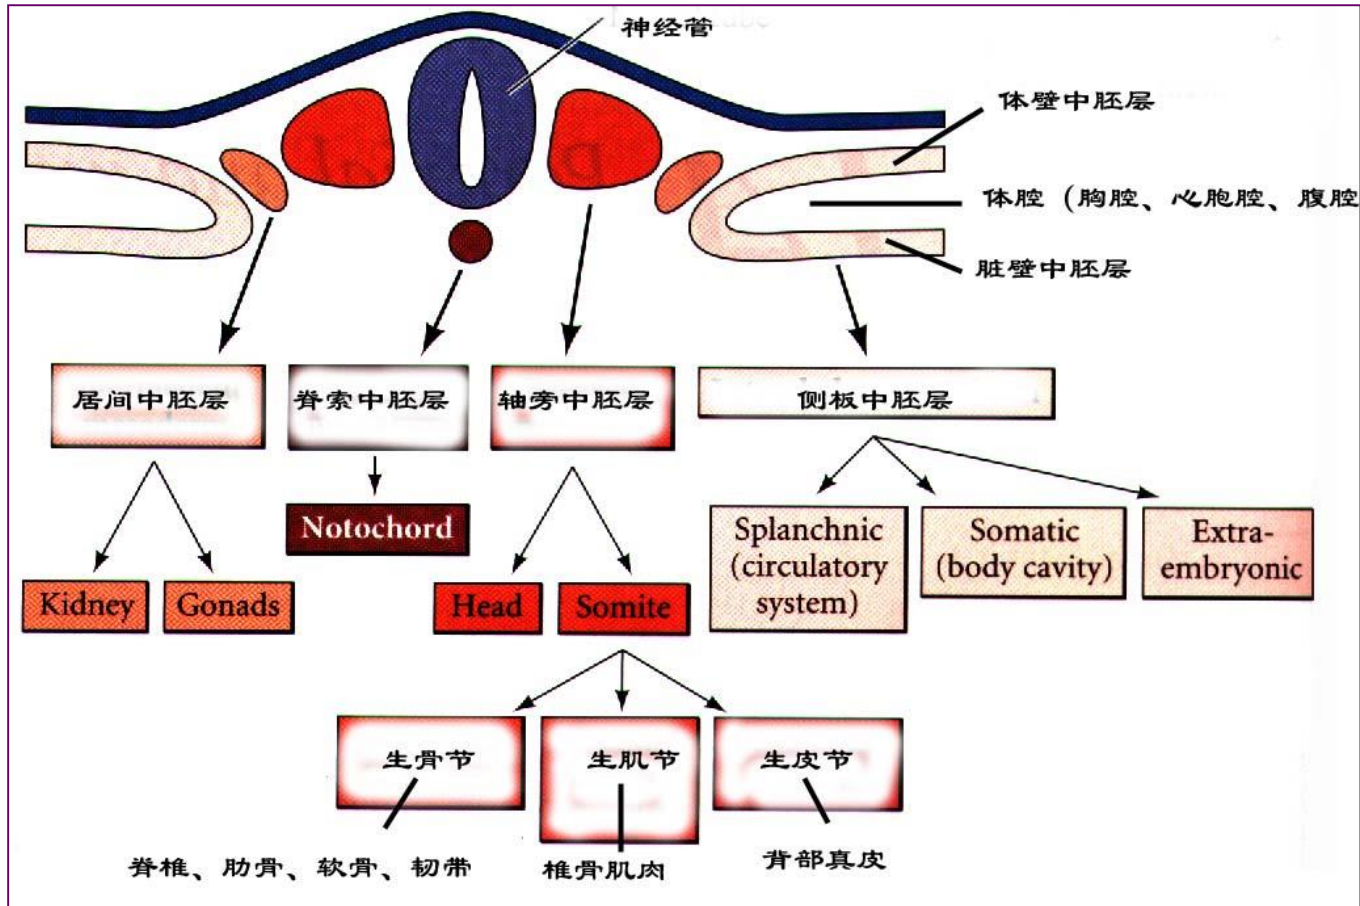 神经管
体壁中胚层
体腔（胸腔、心胞腔、腹腔
脏壁中胚层
居间中胚层
脊索中胚层
轴旁中胚层
侧板中胚层
Notochord
Kidney
Gonads
Head
Somite
Splanchnic
(circulatory
system)
Somatic
(body cavity)
Extra-
embryonic
生骨节
生肌节
生皮节
脊椎、肋骨、软骨、韧带
椎骨肌肉
背部真皮